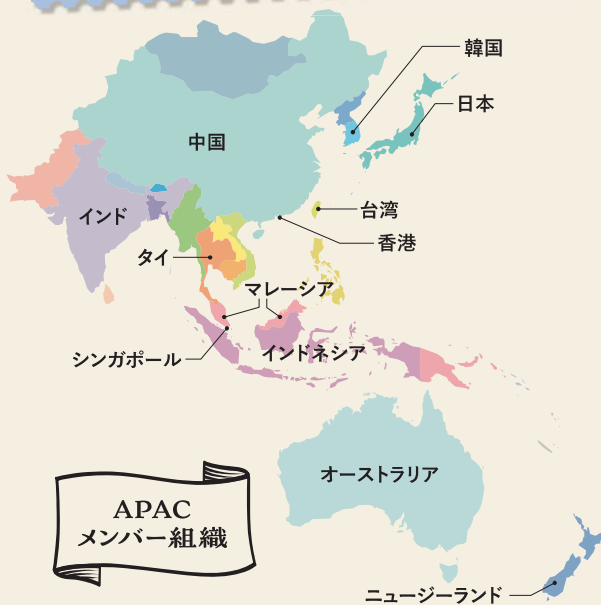 韓国
日本
中国
台湾
インド
香港
タイ
マレーシア
シンガポール
インドネシア
オーストラリア
APAC
メンバー組織
ニュージーランド